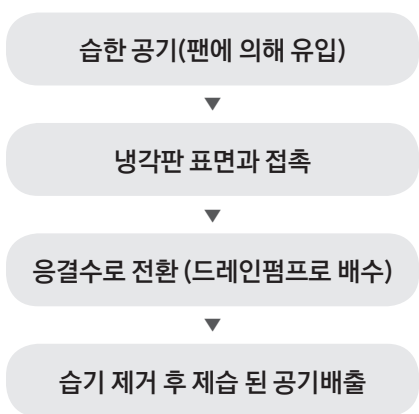 습한 공기(팬에 의해 유입)
▼
냉각판 표면과 접촉
▼
응결수로 전환 (드레인펌프로 배수)
▼
습기 제거 후 제습 된 공기배출